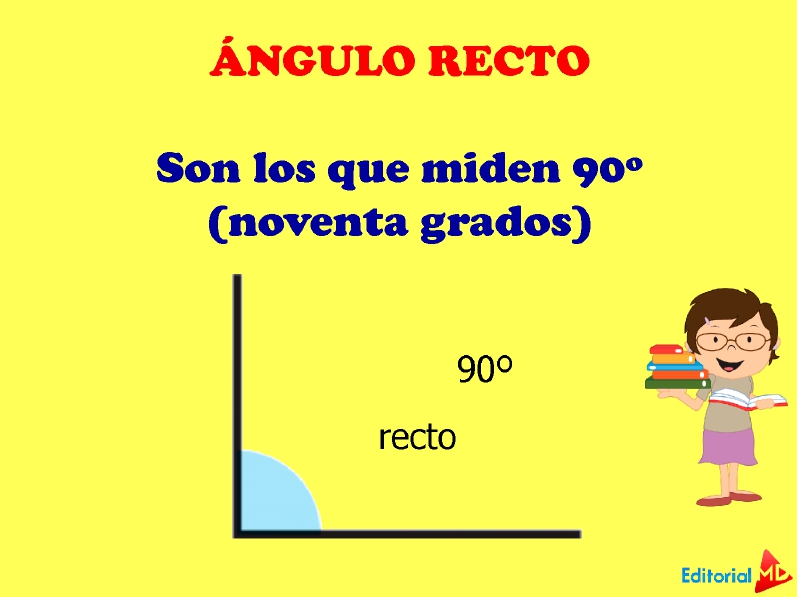 ÁNGULO RECTO
Son los que miden 90º
(noventa grados)
90º
recto
Editorial MD